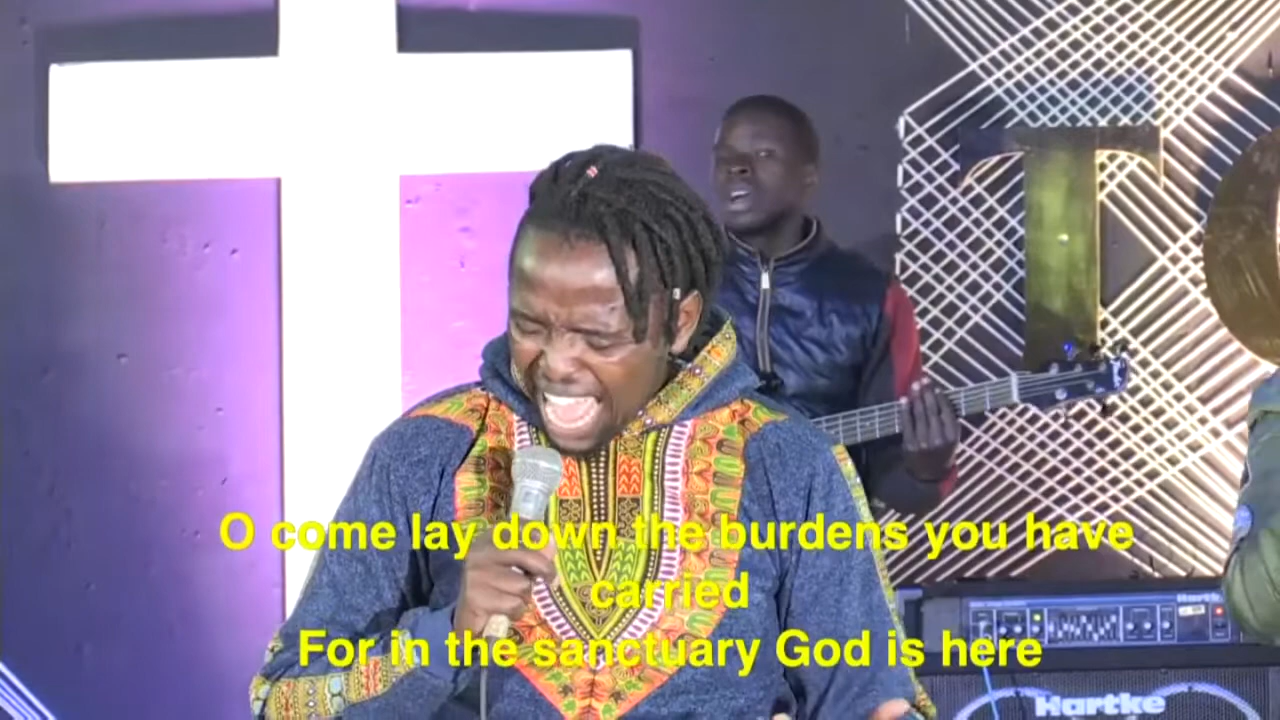 T
O come lay down the burdens you have
carried
For in the sanctuary God is here
Hartke